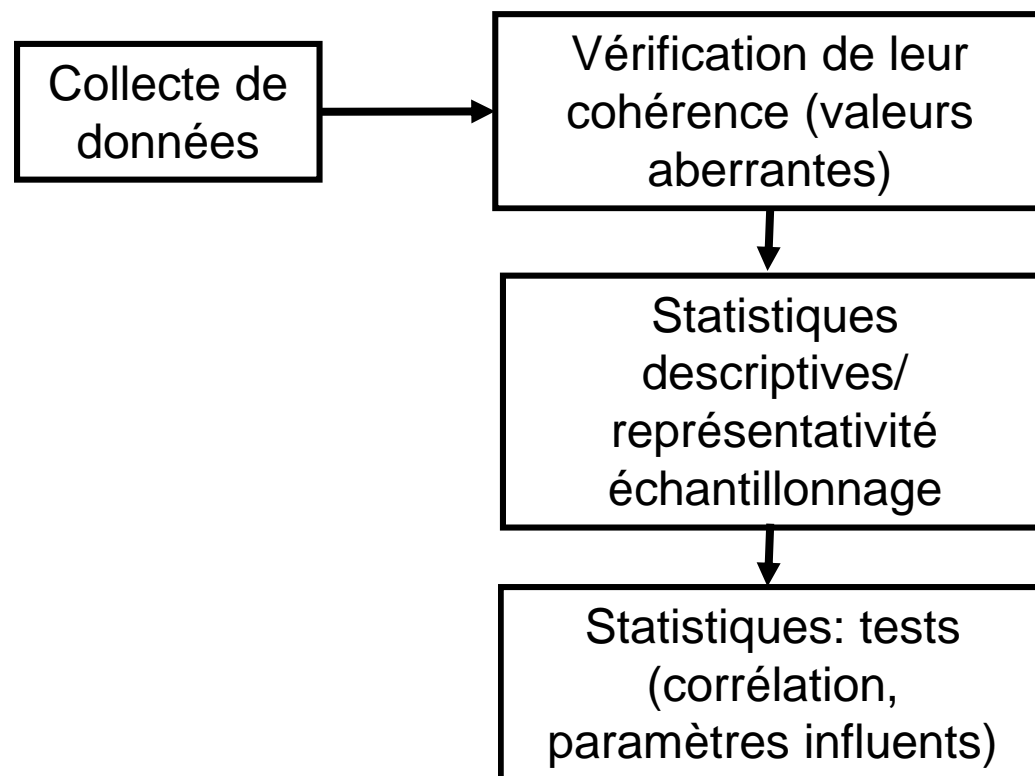 Collecte de
données
Vérification de leur
cohérence (valeurs
aberrantes)
Statistiques
descriptives/
représentativité
échantillonnage
Statistiques: tests
(corrélation,
paramètres influents)